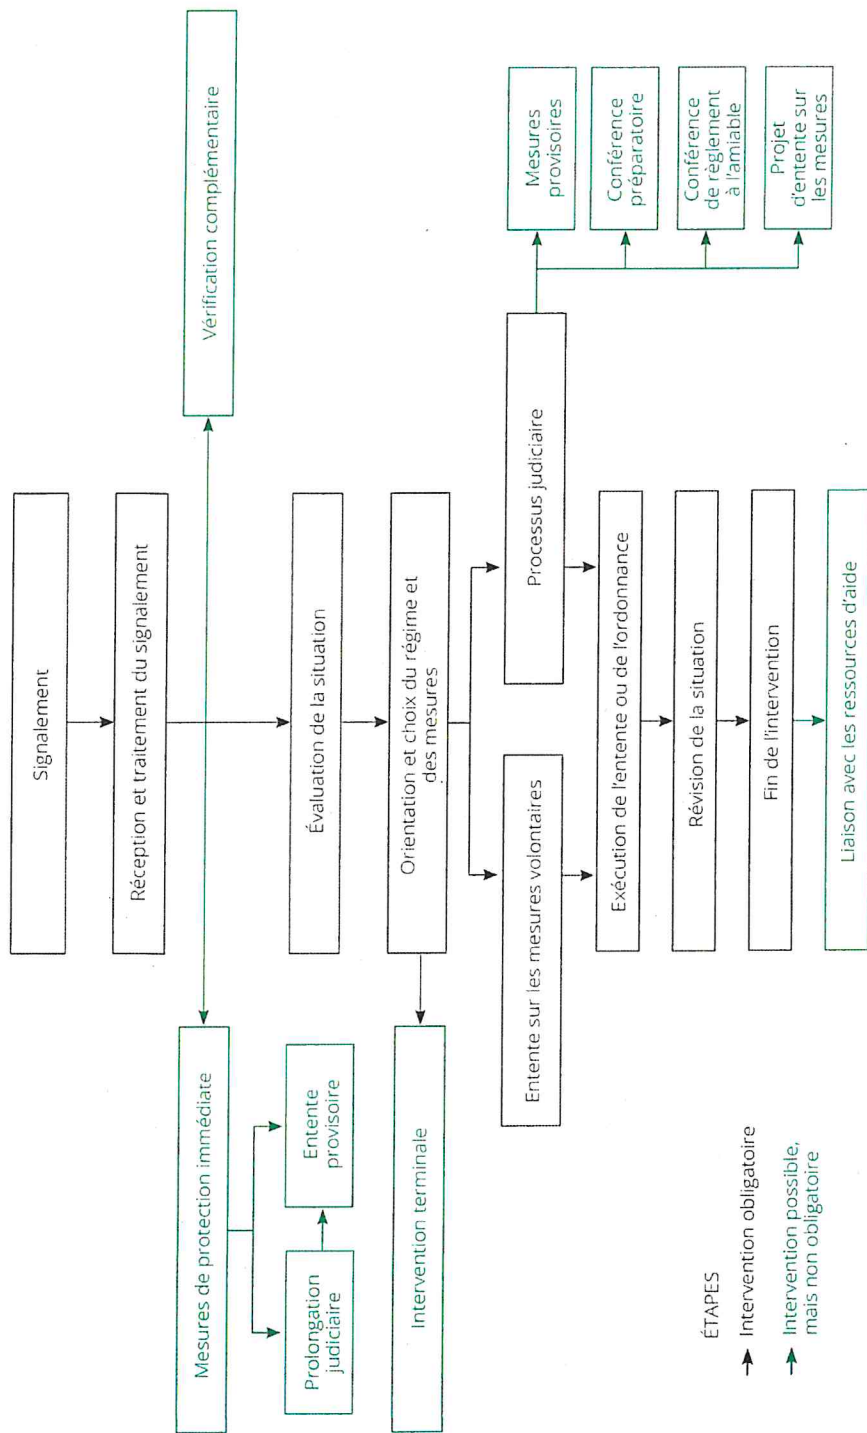 Signalement
Réception et traitement du signalement
Mesures de protection immédiate
Vérification complémentaire
Prolongation
judiciaire
Entente
provisoire
Évaluation de la situation
Intervention terminale
Orientation et choix du régime et
des mesures
Entente sur les mesures volontaires
Processus judiciaire
Mesures
provisoires
Conférence
préparatoire
Conférence
de règlement
à l'amiable
Projet
d'entente sur
les mesures
Exécution de l'entente ou de l'ordonnance
Révision de la situation
Fin de l'intervention
Liaison avec les ressources d'aide
ÉTAPES
Intervention obligatoire
Intervention possible,
mais non obligatoire